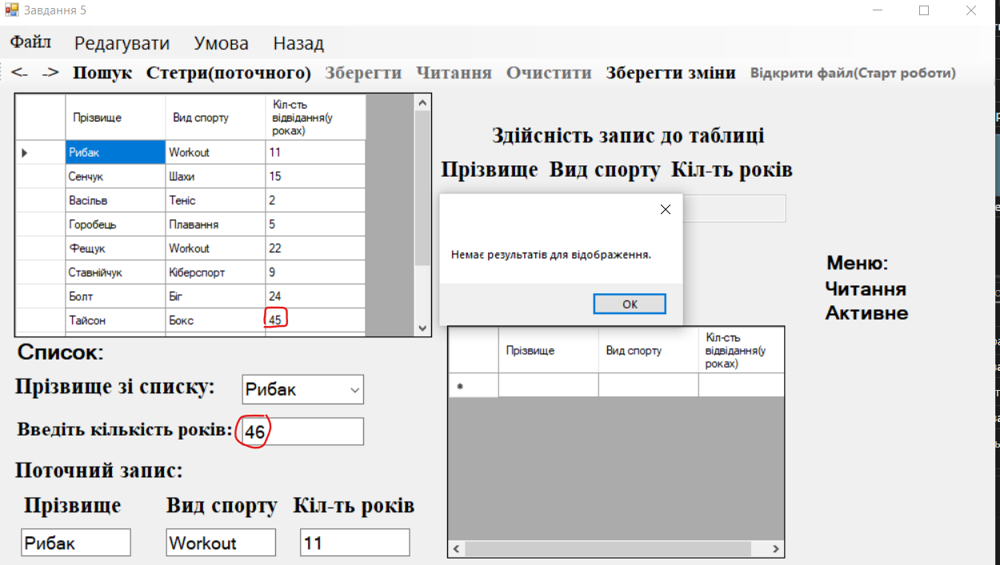 Завдання 5
Файл Редагувати Умова Назад
<- -> Пошук Стетри(поточного) Зберегти Читання Очистити Зберегти зміни Відкрити файл(Старт роботи)
Прізвище Вид спорту Кіл-сть відвідання(у роках)
Рибак Workout 11
Сенчук Шахи 15
Васільв Теніс 2
Горобець Плавання 5
Фещук Workout 22
Ставнійчук Кіберспорт 9
Болт Біг 24
Тайсон Бокс 45
Здійсність запис до таблиці
Прізвище Вид спорту Кіл-ть років
Немає результатів для відображення.
OK
Меню:
Читання
Активне
Список:
Прізвище зі списку: Рибак
Введіть кількість років: 46
Поточний запис:
Прізвище Вид спорту Кіл-ть років
Рибак Workout 11
Прізвище Вид спорту Кіл-сть відвідання(у роках)